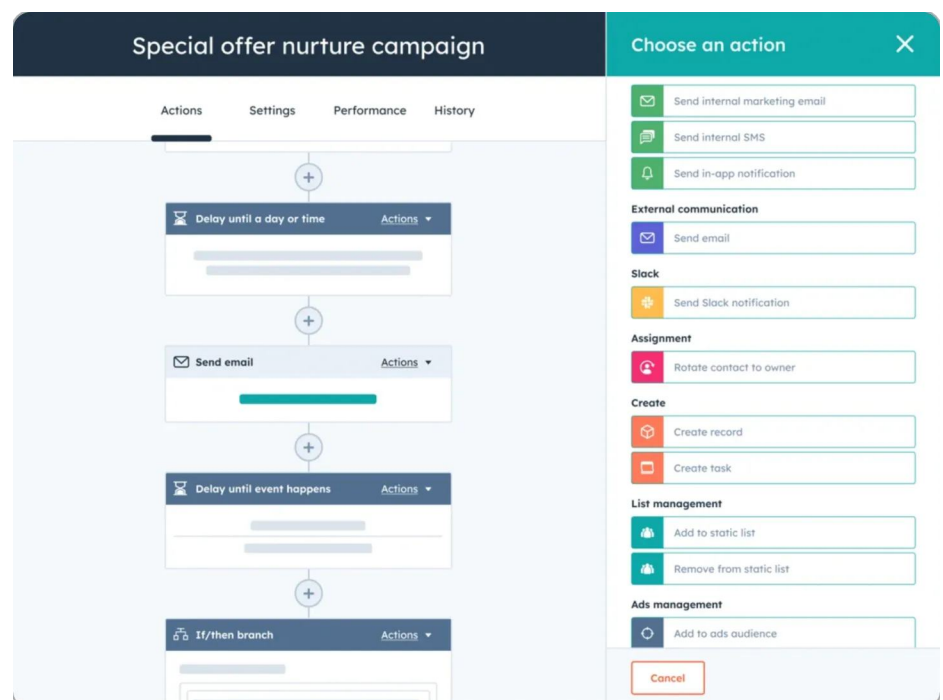 Special offer nurture campaign
Actions
Settings
Performance
History
Delay until a day or time
Actions
Send email
Actions
Delay until event happens
Actions
If/then branch
Actions
Choose an action
Send internal marketing email
Send internal SMS
Send in-app notification
External communication
Send email
Slack
Send Slack notification
Assignment
Rotate contact to owner
Create
Create record
Create task
List management
Add to static list
Remove from static list
Ads management
Add to ads audience
Cancel